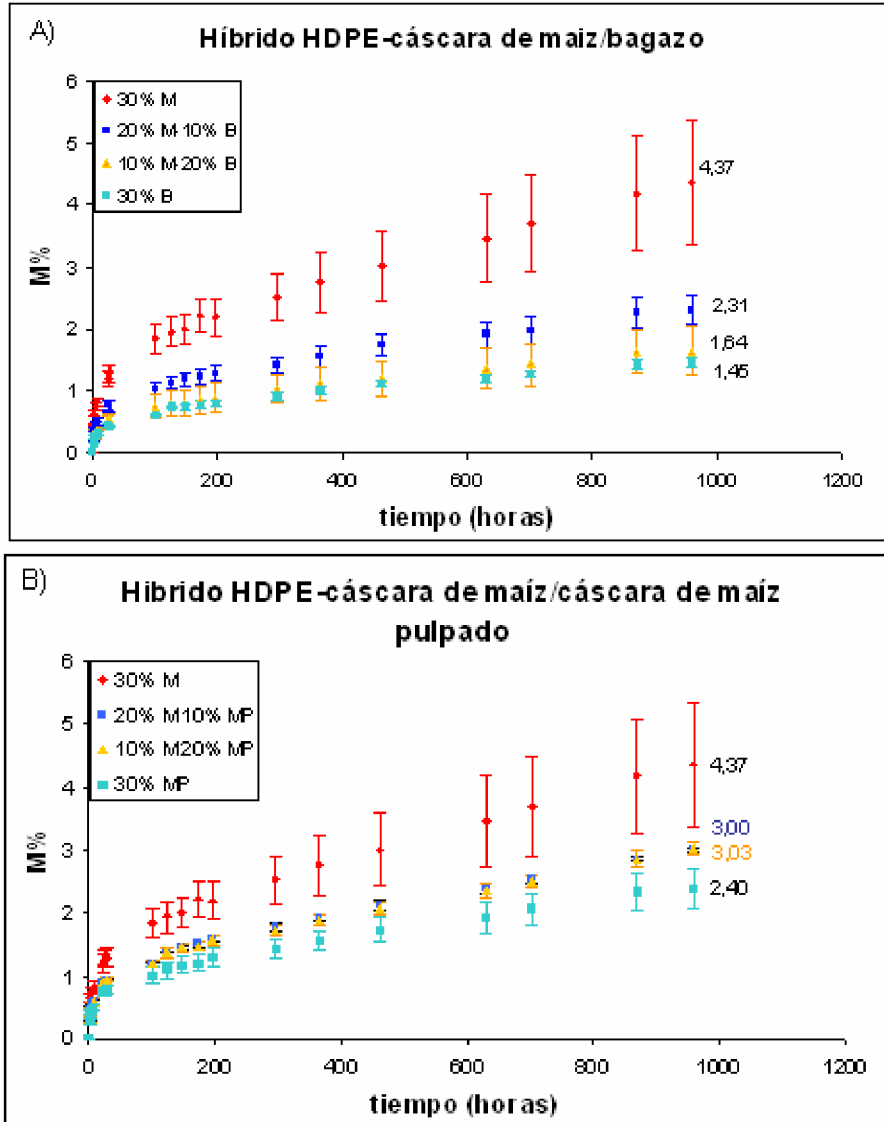 A)
Híbrido HDPE-cáscara de maiz/bagazo
6
5
4
3
2
1
0
M%
30% M
20% M 10% B
10% M 20% B
30% B
4,37
2,31
1,64
1,45
0
200
400
600
800
1000
1200
tiempo (horas)
B)
Hibrido HDPE-cáscara de maíz/cáscara de maíz
pulpado
6
5
4
3
2
1
0
M%
30% M
20% M10% MP
10% M20% MP
30% MP
4,37
3,00
3,03
2,40
0
200
400
600
800
1000
1200
tiempo (horas)